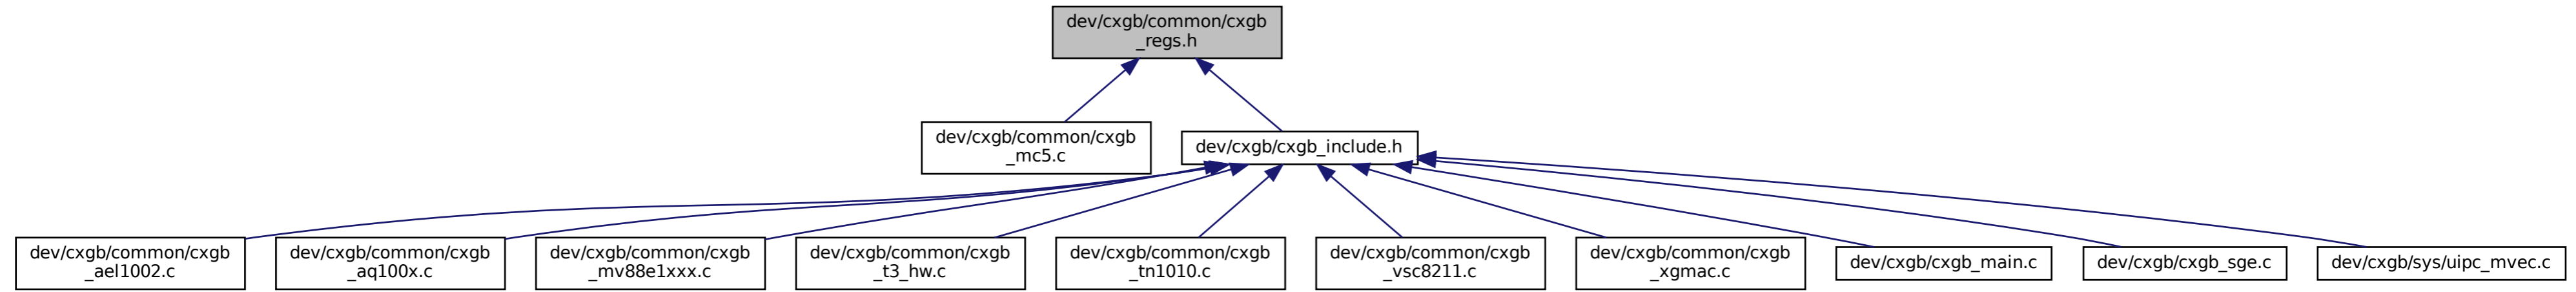 dev/cxgb/common/cxgb
_regs.h
dev/cxgb/common/cxgb
_mc5.c
dev/cxgb/cxgb_include.h
dev/cxgb/common/cxgb
_ael1002.c
dev/cxgb/common/cxgb
_aq100x.c
dev/cxgb/common/cxgb
_mv88e1xxx.c
dev/cxgb/common/cxgb
_t3_hw.c
dev/cxgb/common/cxgb
_tn1010.c
dev/cxgb/common/cxgb
_vsc8211.c
dev/cxgb/common/cxgb
_xgmac.c
dev/cxgb/cxgb_main.c
dev/cxgb/cxgb_sge.c
dev/cxgb/sys/uipc_mvec.c